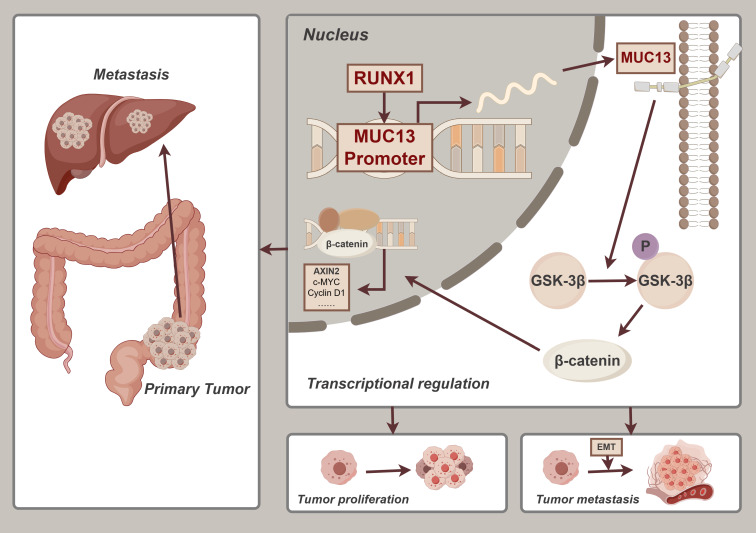 Metastasis
Primary Tumor
Nucleus
RUNX1
MUC13
Promoter
MUC13
β-catenin
AXIN2
c-MYC
Cyclin D1
......
P
GSK-3β
GSK-3β
β-catenin
Transcriptional regulation
Tumor proliferation
EMT
Tumor metastasis